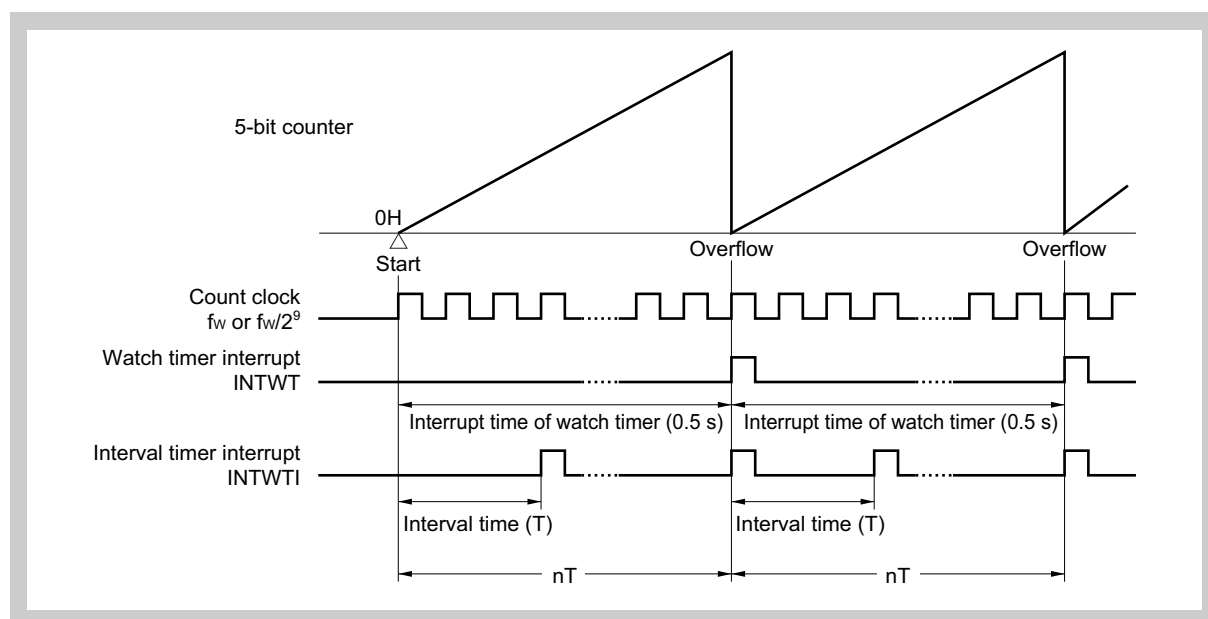 5-bit counter
0H
Start
Overflow
Overflow
Count clock
fW or fW/2⁹
Watch timer interrupt
INTWT
Interrupt time of watch timer (0.5 s)
Interrupt time of watch timer (0.5 s)
Interval timer interrupt
INTWTI
Interval time (T)
Interval time (T)
nT
nT